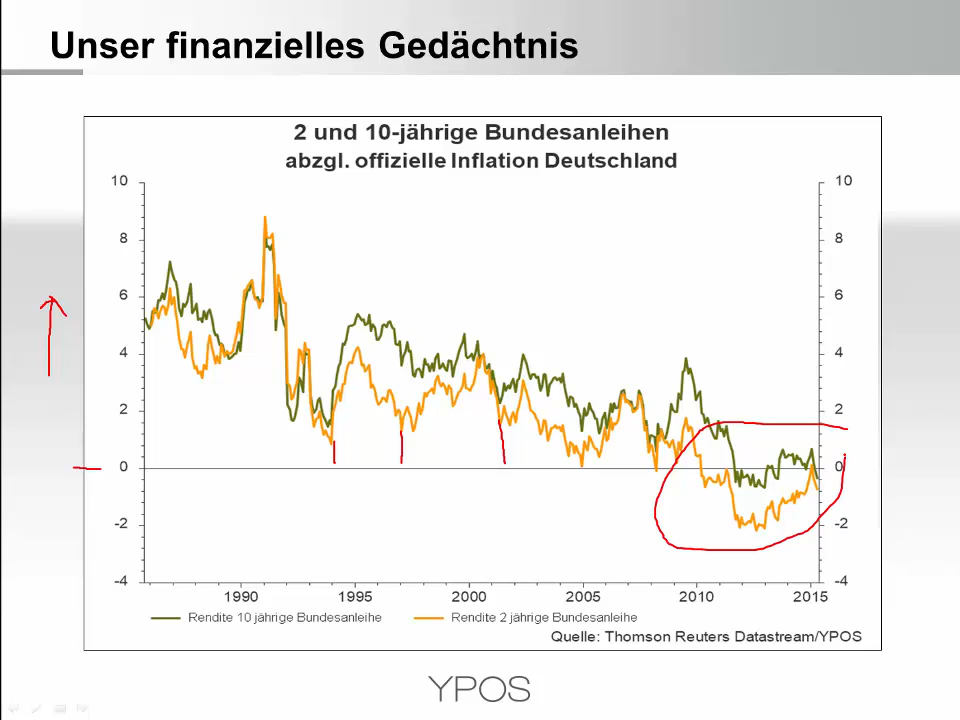 Unser finanzielles Gedächtnis
2 und 10-jährige Bundesanleihen
abzgl. offizielle Inflation Deutschland
10 10
8 8
6 6
4 4
2 2
0 0
-2 -2
-4 -4
1990 1995 2000 2005 2010 2015
Rendite 10 jährige Bundesanleihe Rendite 2 jährige Bundesanleihe
Quelle: Thomson Reuters Datastream/YPOS
YPOS